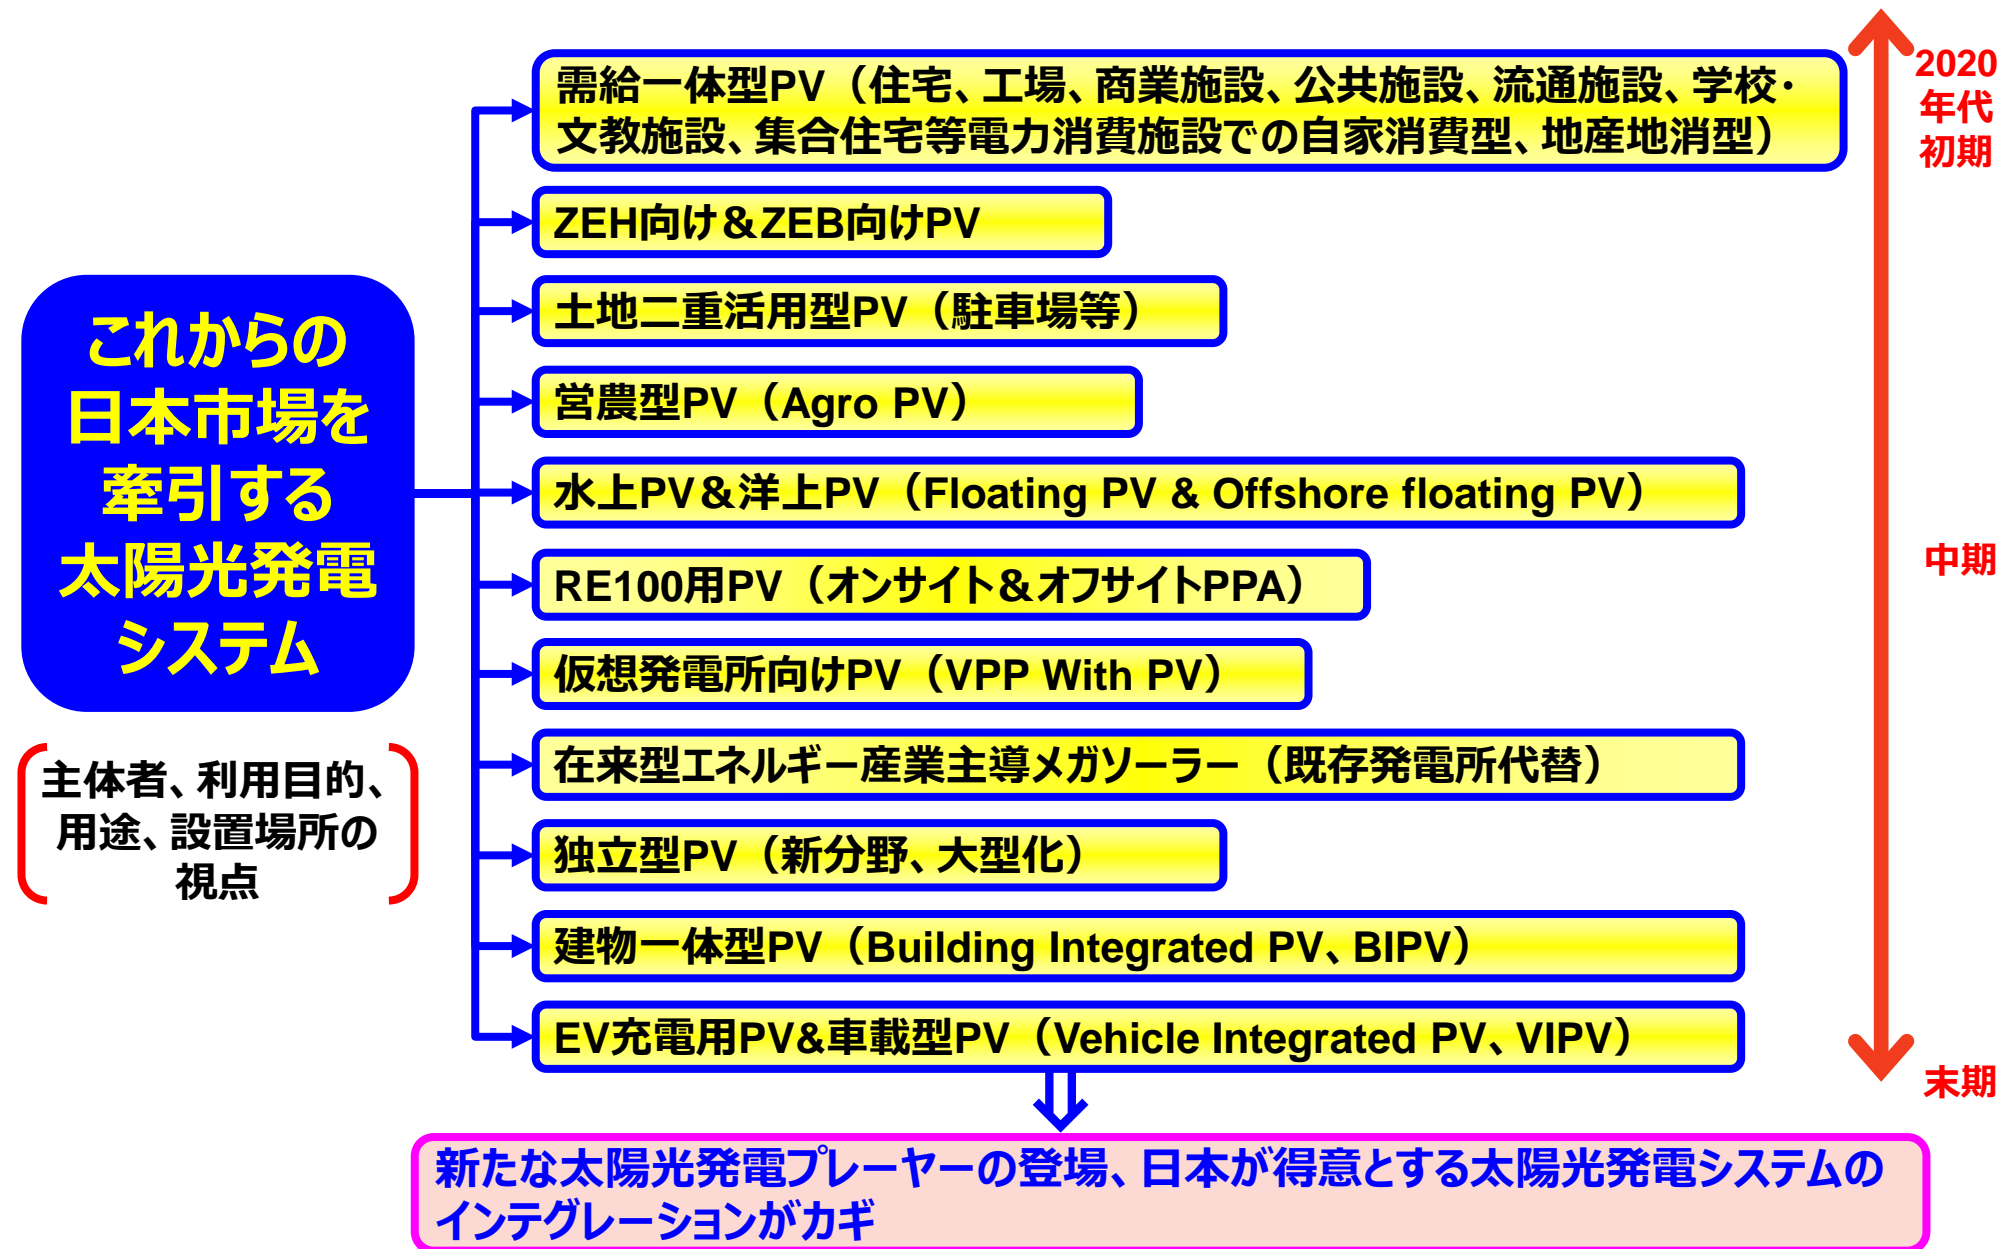 これからの
日本市場を
牽引する
太陽光発電
システム
主体者、利用目的、
用途、設置場所の
視点
需給一体型PV（住宅、工場、商業施設、公共施設、流通施設、学校・
文教施設、集合住宅等電力消費施設での自家消費型、地産地消型）
ZEH向け＆ZEB向けPV
土地二重活用型PV（駐車場等）
営農型PV（Agro PV）
水上PV＆洋上PV（Floating PV & Offshore floating PV）
RE100用PV（オンサイト＆オフサイトPPA）
仮想発電所向けPV（VPP With PV）
在来型エネルギー産業主導メガソーラー（既存発電所代替）
独立型PV（新分野、大型化）
建物一体型PV（Building Integrated PV、BIPV）
EV充電用PV&車載型PV（Vehicle Integrated PV、VIPV）
2020
年代
初期
中期
末期
新たな太陽光発電プレーヤーの登場、日本が得意とする太陽光発電システムの
インテグレーションがカギ